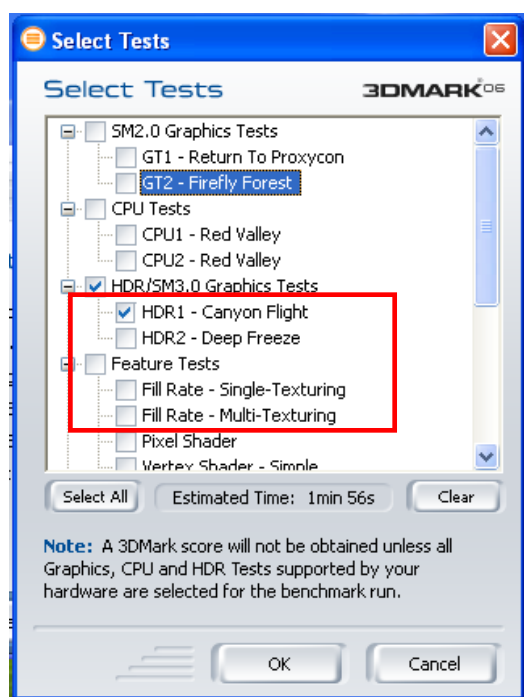 Select Tests
Select Tests
3DMARK06
SM2.0 Graphics Tests
GT1 - Return To Proxycon
GT2 - Firefly Forest
CPU Tests
CPU1 - Red Valley
CPU2 - Red Valley
HDR/SM3.0 Graphics Tests
HDR1 - Canyon Flight
HDR2 - Deep Freeze
Feature Tests
Fill Rate - Single-Texturing
Fill Rate - Multi-Texturing
Pixel Shader
Vertex Shader - Simple
Select All
Estimated Time: 1min 56s
Clear
Note: A 3DMark score will not be obtained unless all
Graphics, CPU and HDR Tests supported by your
hardware are selected for the benchmark run.
OK
Cancel